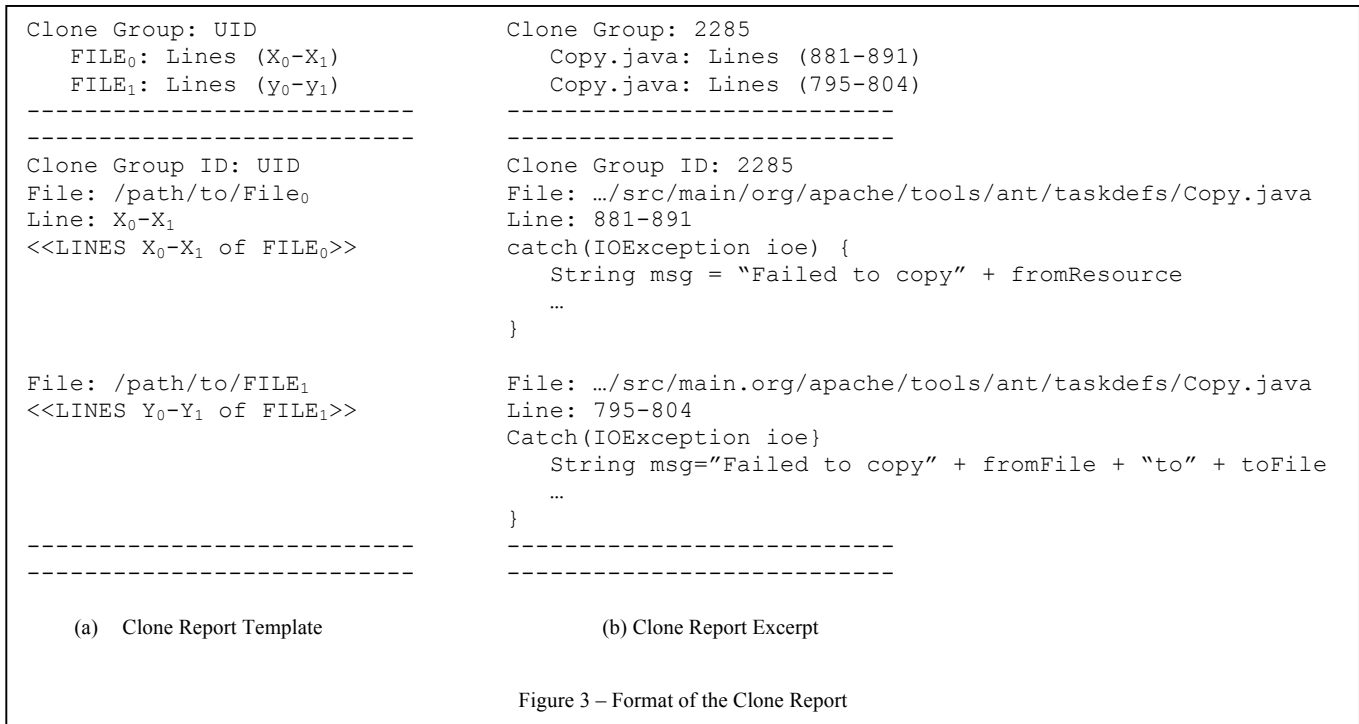 Clone Group: UID
FILE₀: Lines (X₀-X₁)
FILE₁: Lines (y₀-y₁)
---------------------------
---------------------------
Clone Group ID: UID
File: /path/to/File₀
Line: X₀-X₁
<<LINES X₀-X₁ of FILE₀>>
File: /path/to/FILE₁
<<LINES Y₀-Y₁ of FILE₁>>
---------------------------
---------------------------
(a) Clone Report Template
Clone Group: 2285
Copy.java: Lines (881-891)
Copy.java: Lines (795-804)
---------------------------
---------------------------
Clone Group ID: 2285
File: …/src/main/org/apache/tools/ant/taskdefs/Copy.java
Line: 881-891
catch(IOException ioe) {
String msg = “Failed to copy” + fromResource
…
}
File: …/src/main.org/apache/tools/ant/taskdefs/Copy.java
Line: 795-804
Catch(IOException ioe}
String msg=”Failed to copy” + fromFile + “to” + toFile
…
}
---------------------------
---------------------------
(b) Clone Report Excerpt
Figure 3 – Format of the Clone Report